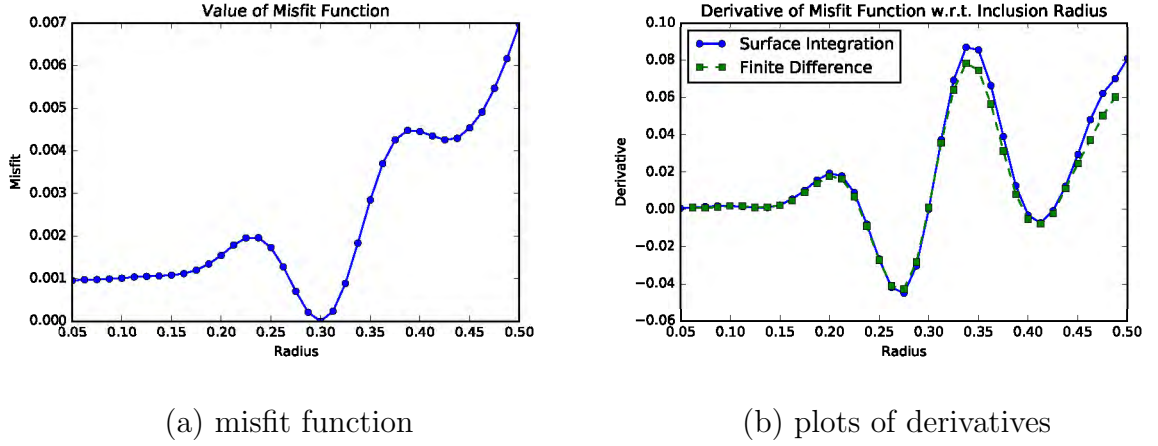 Value of Misfit Function
0.007
0.006
0.005
0.004
0.003
0.002
0.001
0.000
Misfit
0.05 0.10 0.15 0.20 0.25 0.30 0.35 0.40 0.45 0.50
Radius
(a) misfit function
Derivative of Misfit Function w.r.t. Inclusion Radius
Surface Integration
Finite Difference
0.10
0.08
0.06
0.04
0.02
0.00
−0.02
−0.04
−0.06
Derivative
0.05 0.10 0.15 0.20 0.25 0.30 0.35 0.40 0.45 0.50
Radius
(b) plots of derivatives